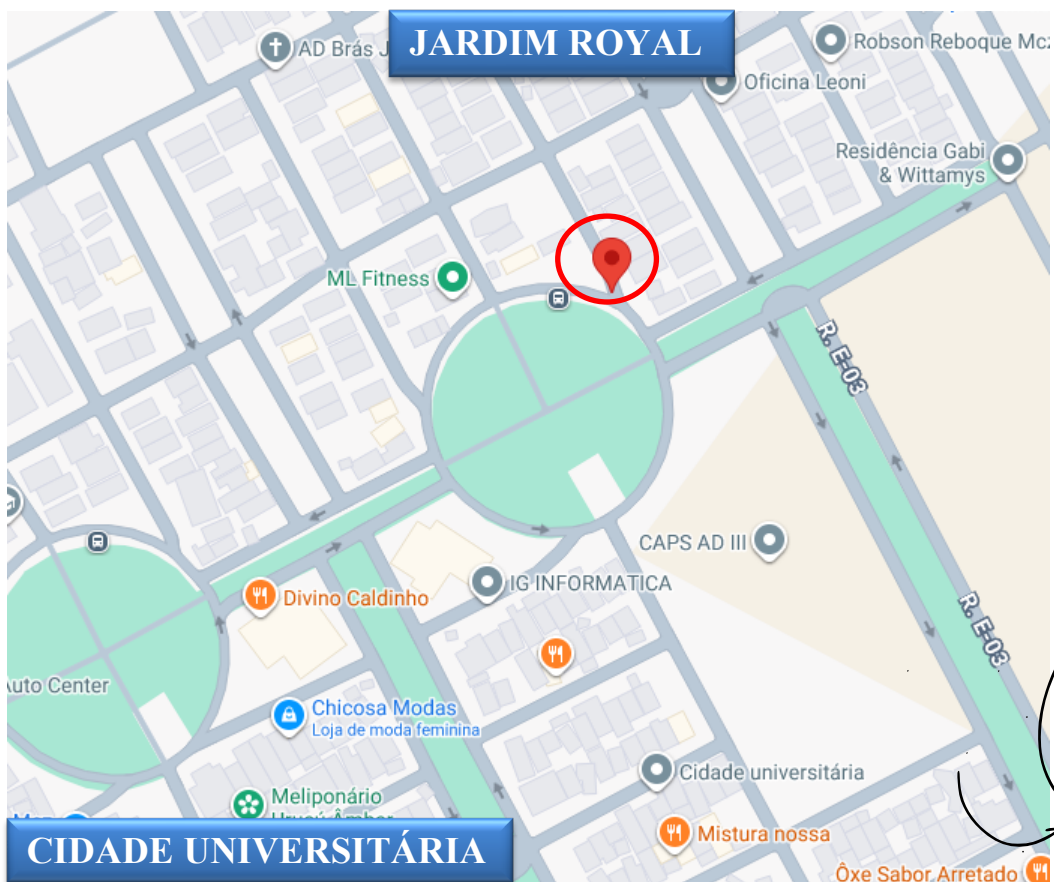 JARDIM ROYAL
AD Brás J
Robson Reboque Mcz
Oficina Leoni
Residência Gabi
& Wittamys
ML Fitness
R. E-03
CAPS AD III
IG INFORMATICA
Divino Caldinho
R. E-03
Auto Center
Chicosa Modas
Loja de moda feminina
Cidade universitária
Meliponário
Uruçú Âmbar
Mistura nossa
CIDADE UNIVERSITÁRIA
Ôxe Sabor Arretado